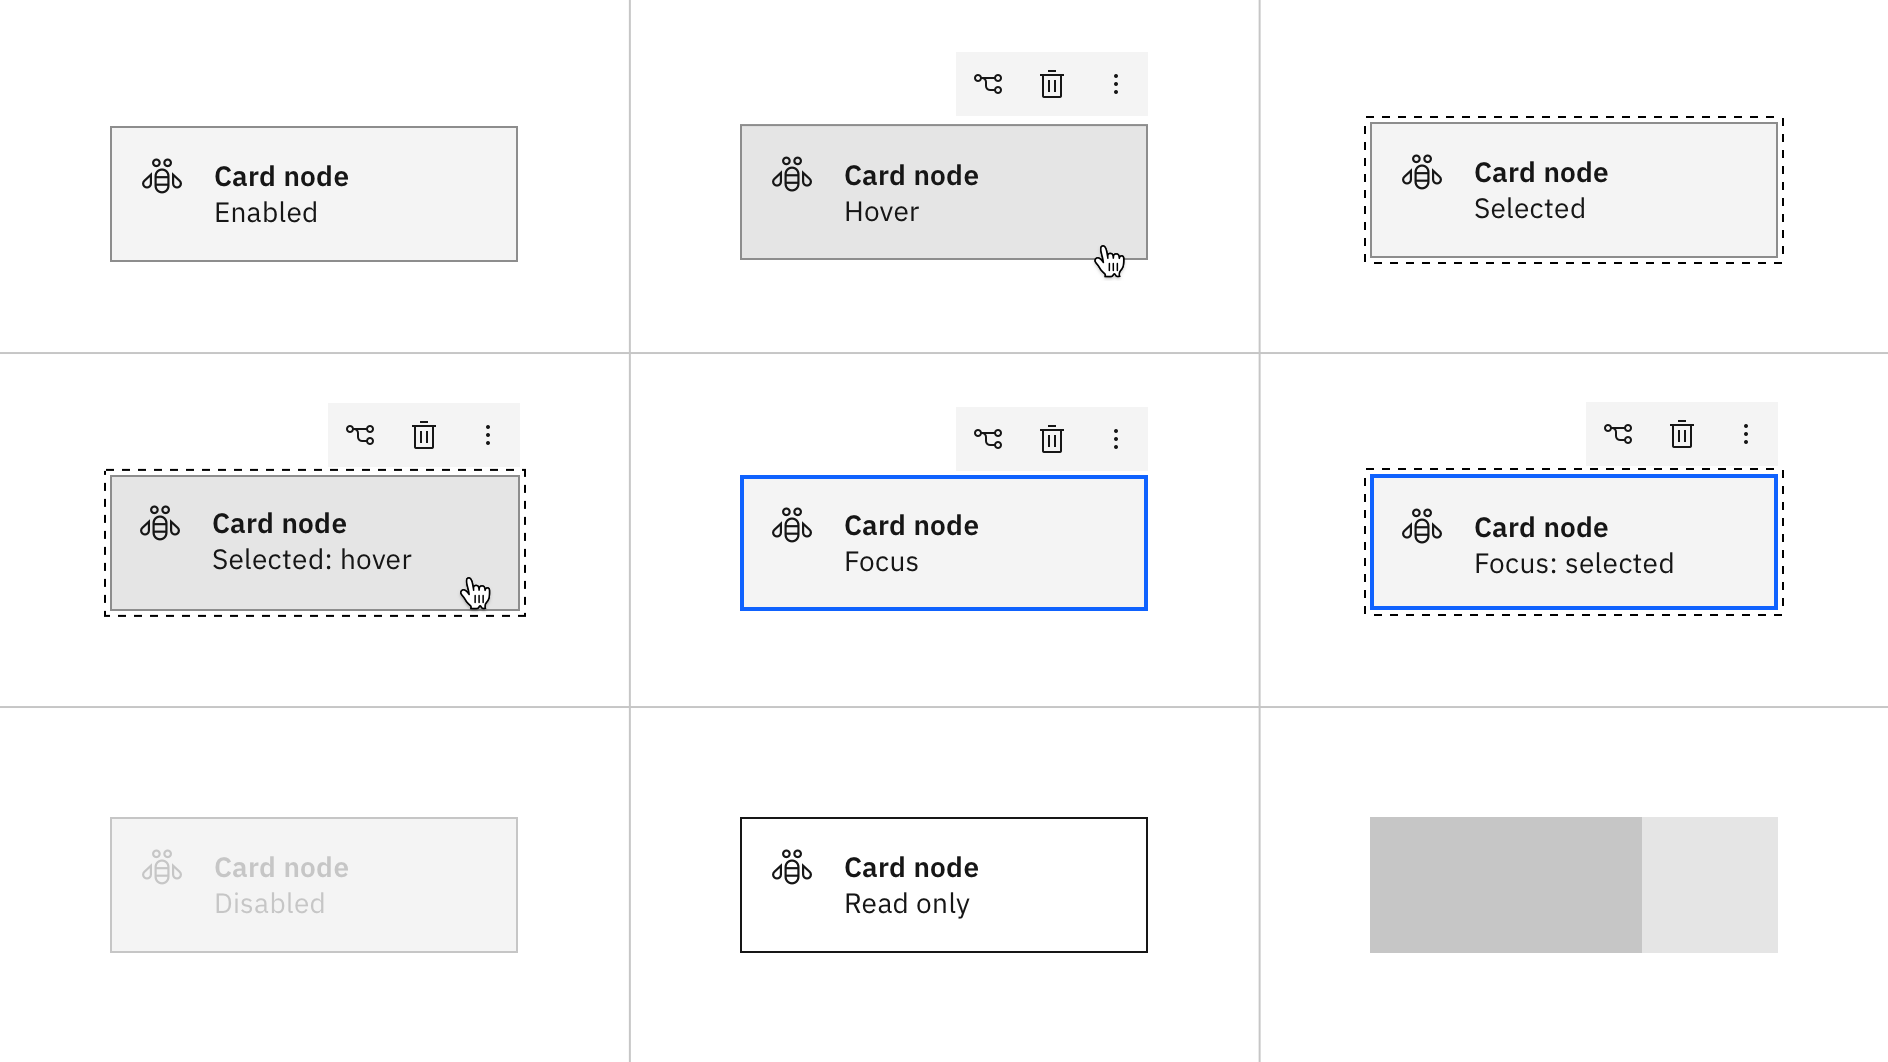 Card node
Enabled
Card node
Hover
Card node
Selected
Card node
Selected: hover
Card node
Focus
Card node
Focus: selected
Card node
Disabled
Card node
Read only